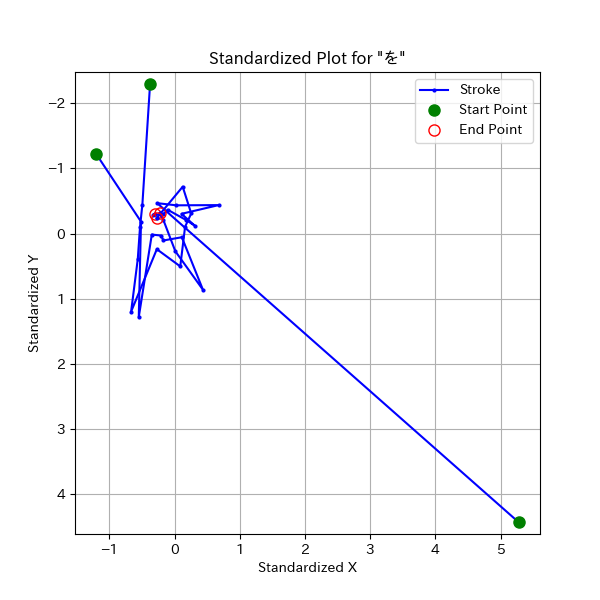 Standardized Plot for "を"
Stroke
Start Point
End Point
−2
−1
0
1
2
3
4
Standardized Y
−1 0 1 2 3 4 5
Standardized X